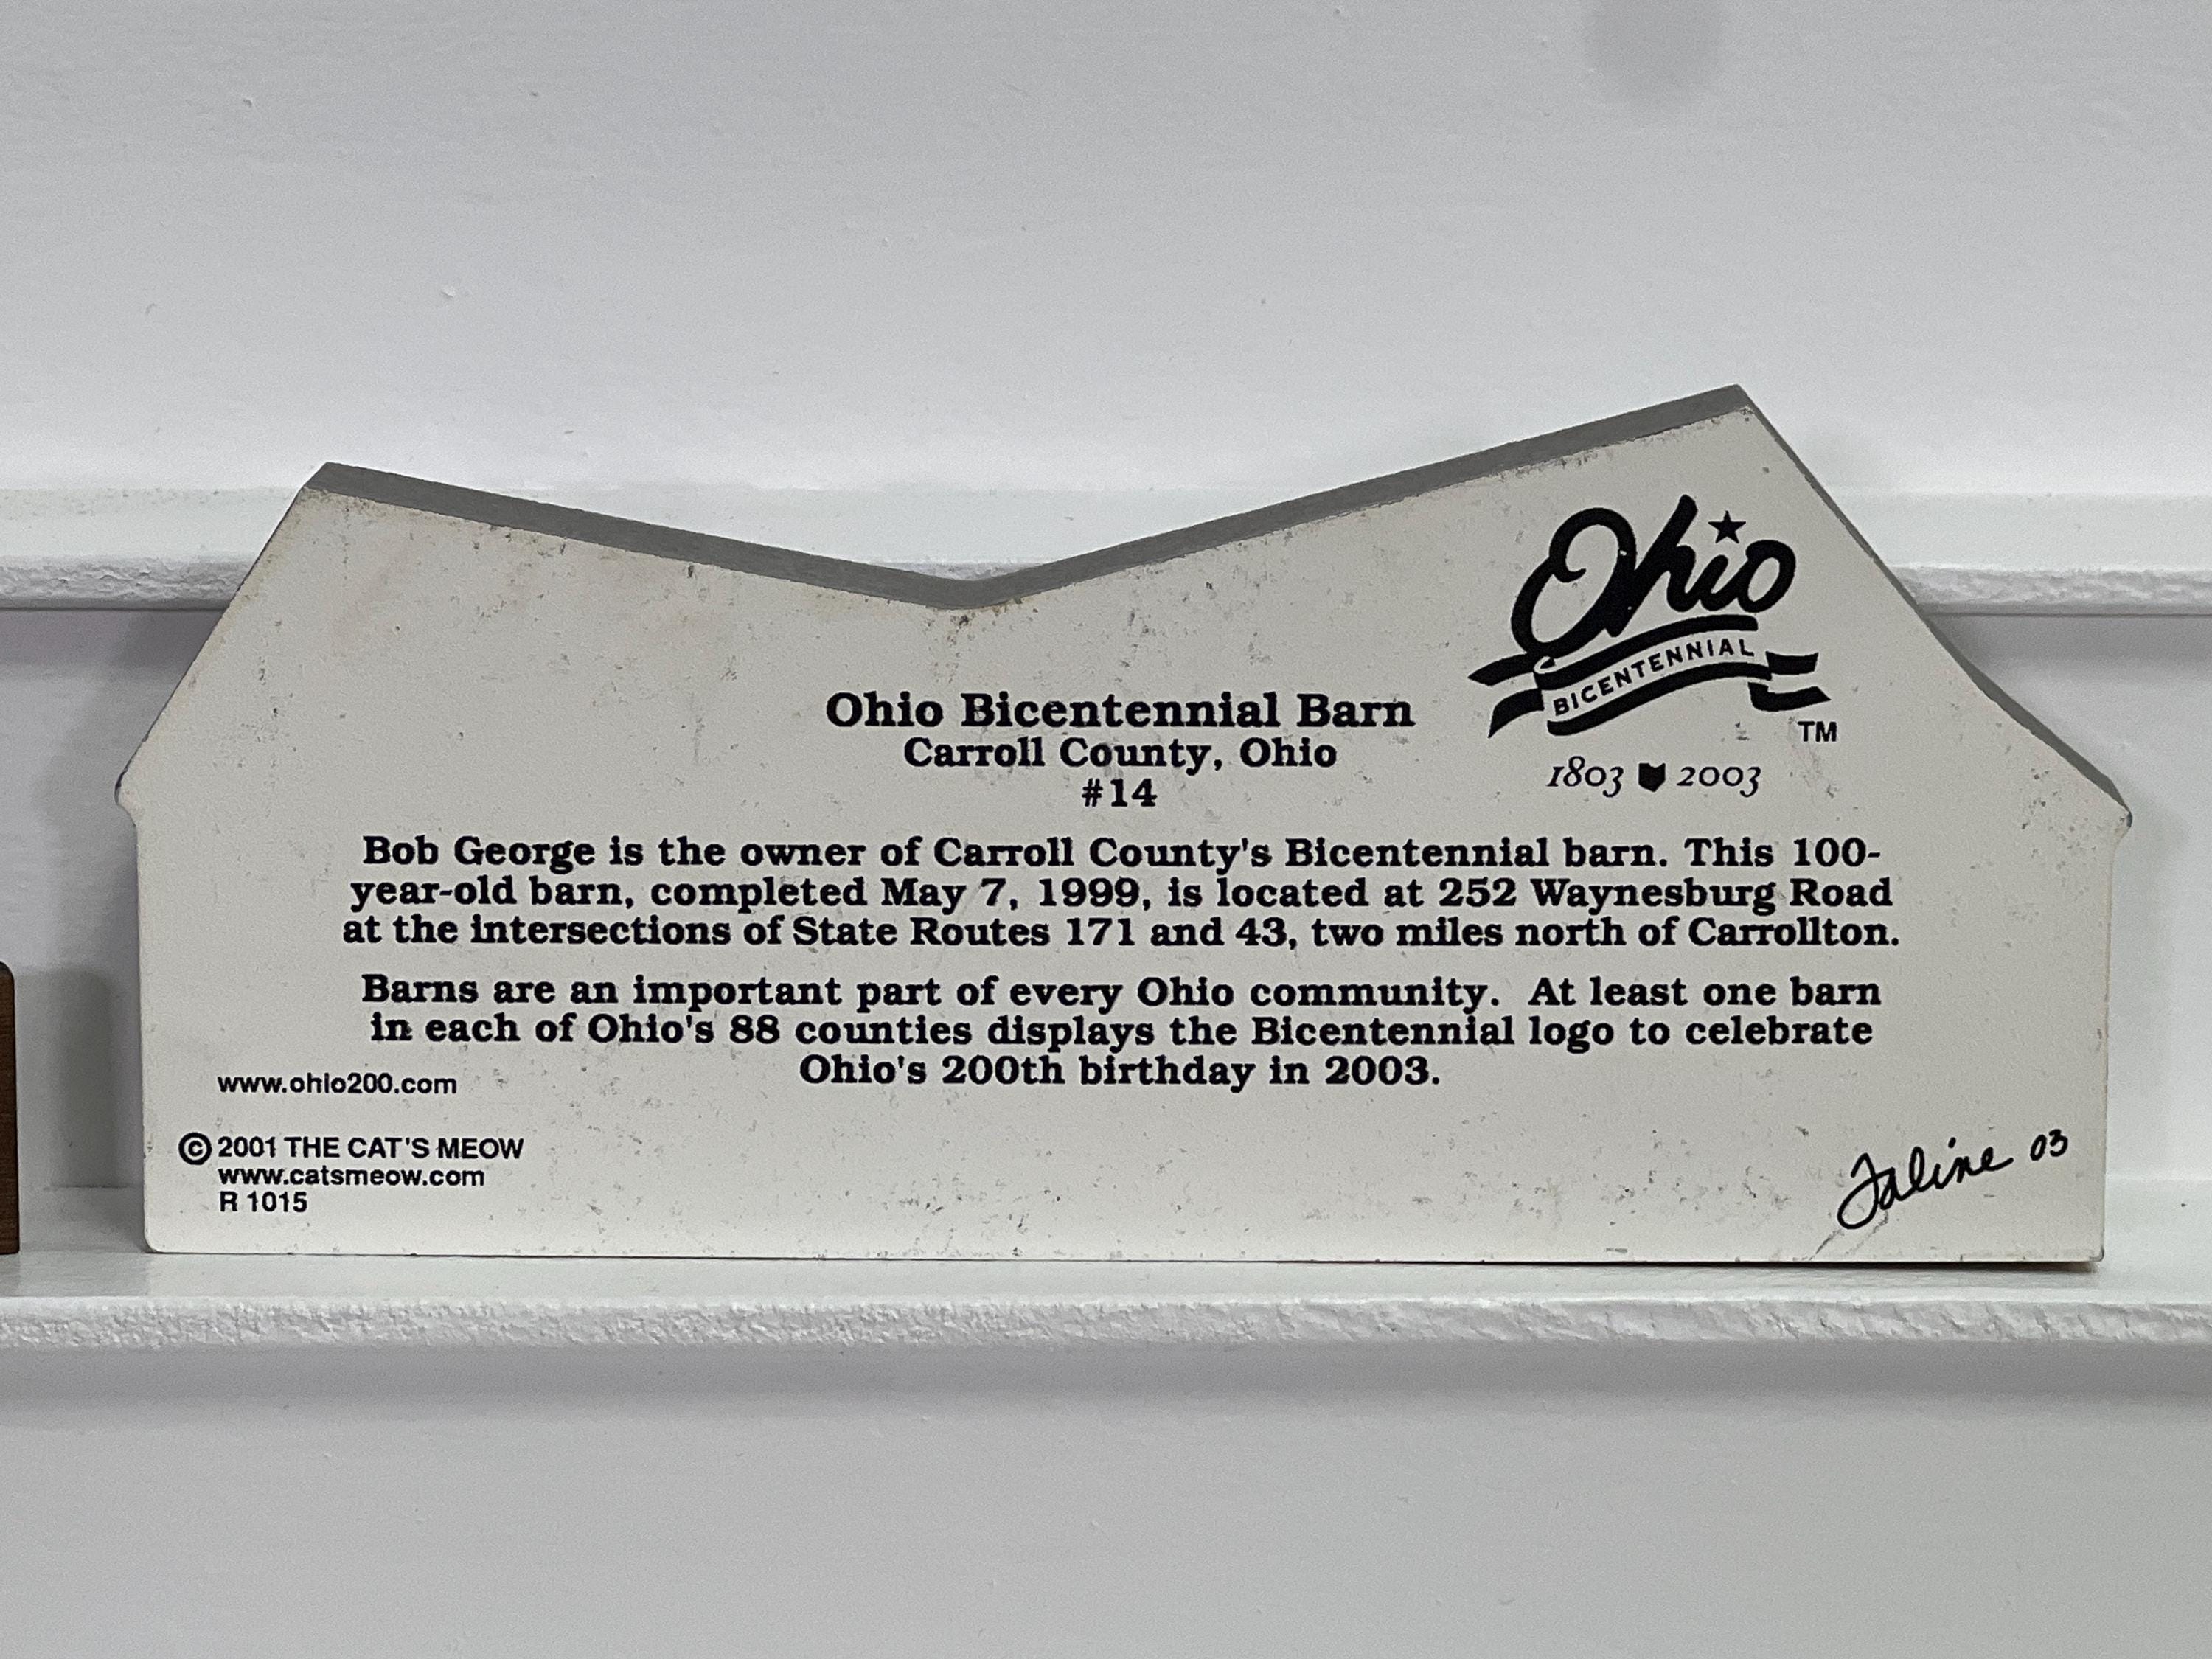 Ohio
BICENTENNIAL
TM
1803 2003
Ohio Bicentennial Barn
Carroll County, Ohio
#14
Bob George is the owner of Carroll County's Bicentennial barn. This 100-
year-old barn, completed May 7, 1999, is located at 252 Waynesburg Road
at the intersections of State Routes 171 and 43, two miles north of Carrollton.
Barns are an important part of every Ohio community. At least one barn
in each of Ohio's 88 counties displays the Bicentennial logo to celebrate
Ohio's 200th birthday in 2003.
www.ohio200.com
© 2001 THE CAT'S MEOW
www.catsmeow.com
R 1015
Faline 03